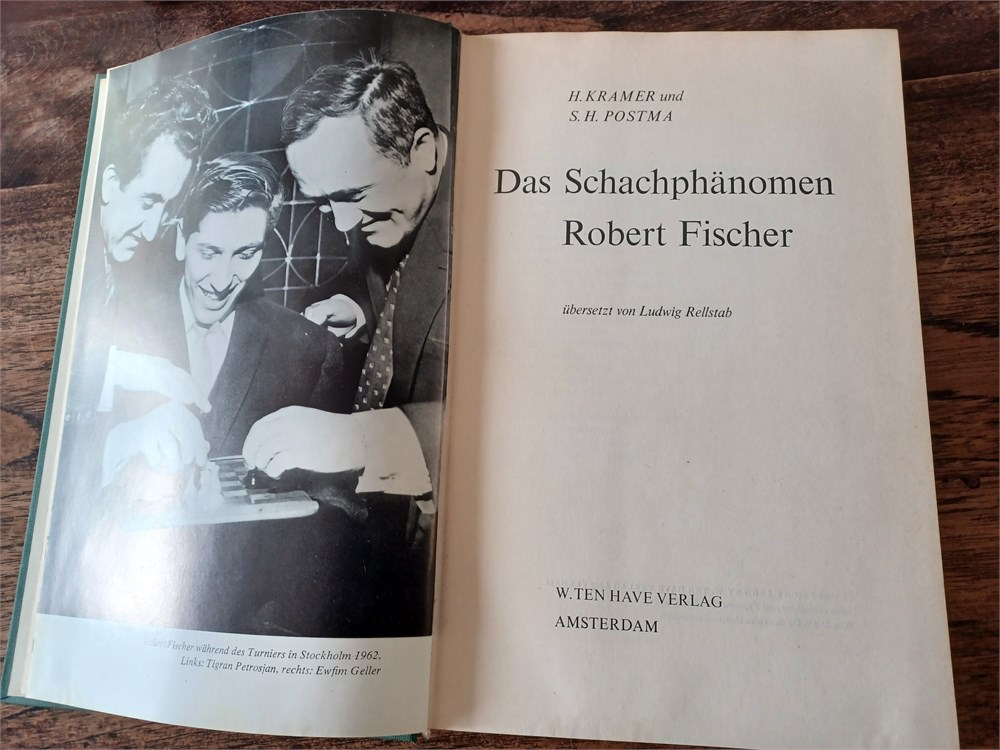 Fischer während des Turniers in Stockholm 1962.
Links: Tigran Petrosjan, rechts: Ewfim Geller
H. KRAMER und
S. H. POSTMA
Das Schachphänomen
Robert Fischer
übersetzt von Ludwig Rellstab
W. TEN HAVE VERLAG
AMSTERDAM